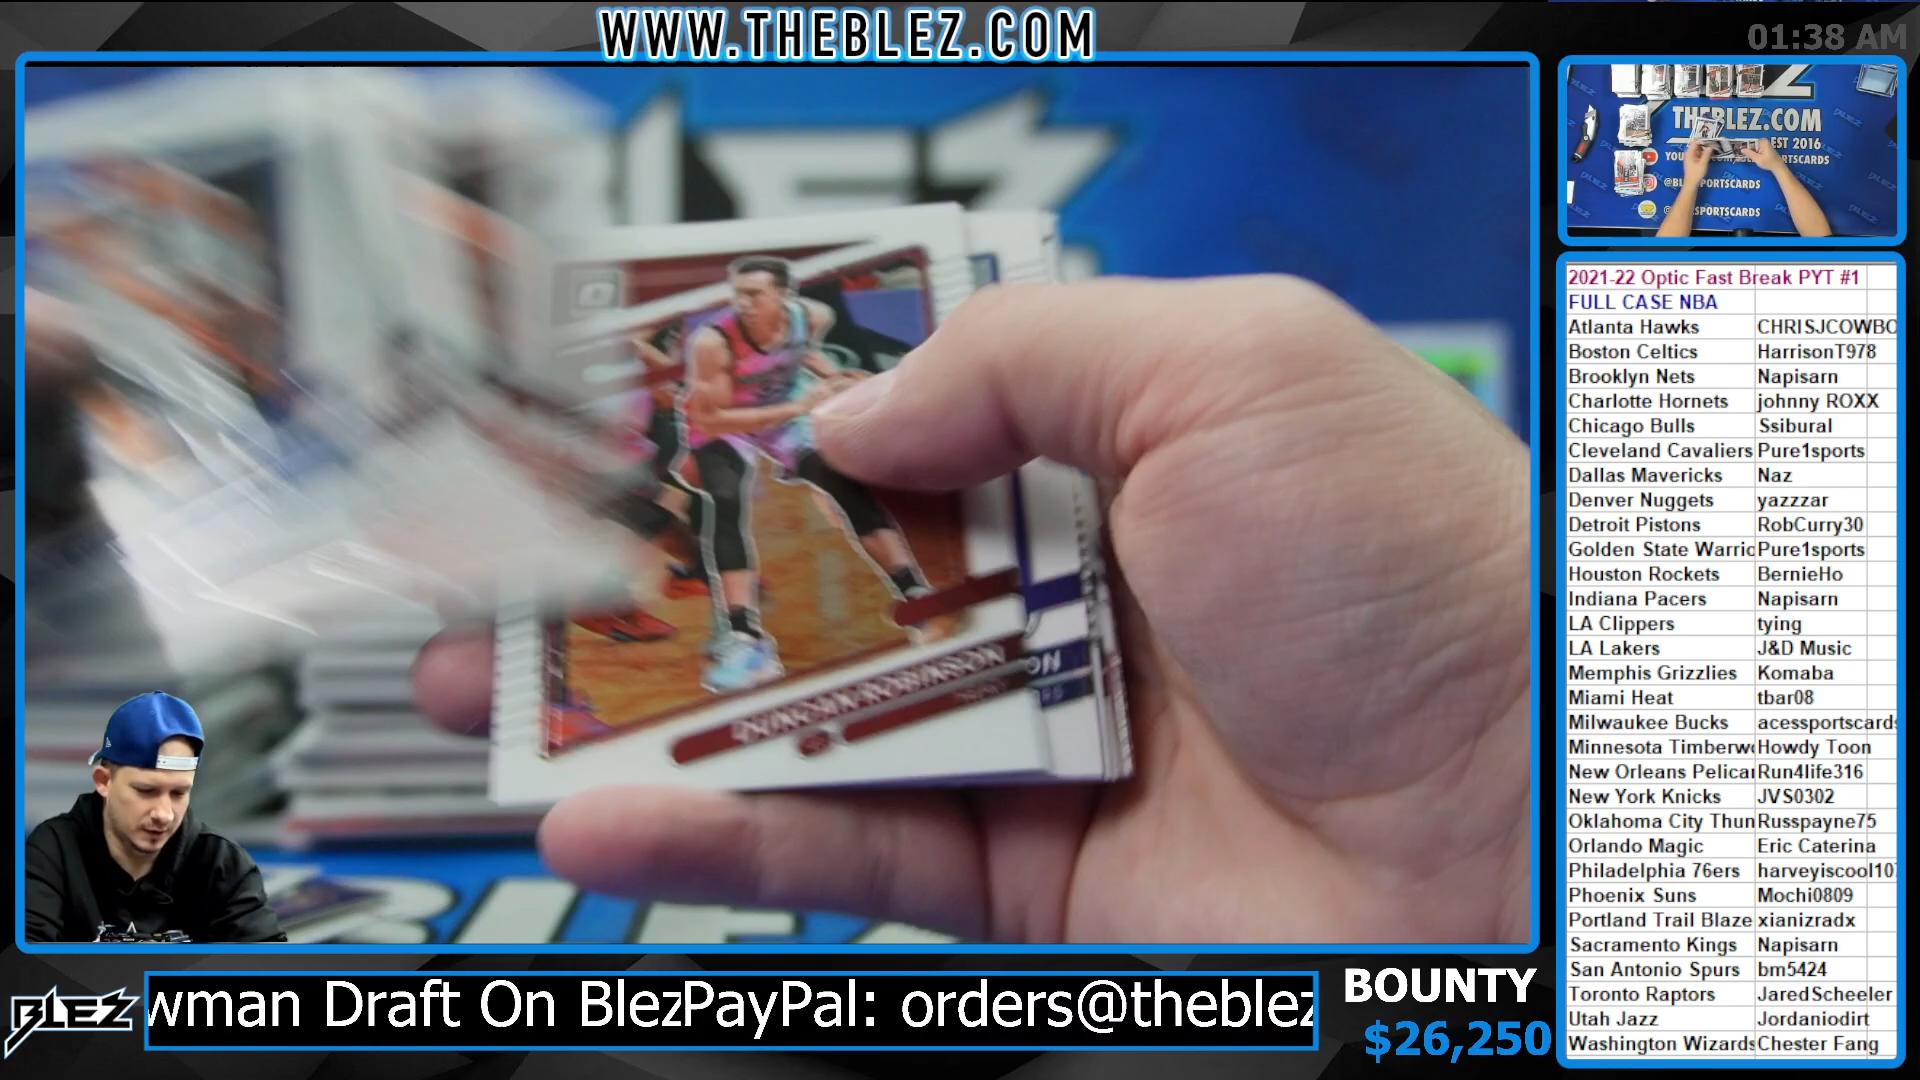 WWW.THEBLEZ.COM
01:38 AM
THEBLEZ.COM
EST 2016
2021-22 Optic Fast Break PYT #1
FULL CASE NBA
Atlanta Hawks CHRISJCOWBO
Boston Celtics HarrisonT978
Brooklyn Nets Napisarn
Charlotte Hornets johnny ROXX
Chicago Bulls Ssibural
Cleveland Cavaliers Pure1sports
Dallas Mavericks Naz
Denver Nuggets yazzzar
Detroit Pistons RobCurry30
Golden State Warric Pure1sports
Houston Rockets BernieHo
Indiana Pacers Napisarn
LA Clippers tying
LA Lakers J&D Music
Memphis Grizzlies Komaba
Miami Heat tbar08
Milwaukee Bucks acessportscards
Minnesota Timberwo Howdy Toon
New Orleans Pelicar Run4life316
New York Knicks JVS0302
Oklahoma City Thun Russpayne75
Orlando Magic Eric Caterina
Philadelphia 76ers harveyiscool107
Phoenix Suns Mochi0809
Portland Trail Blaze xianizradx
Sacramento Kings Napisarn
San Antonio Spurs bm5424
Toronto Raptors JaredScheeler
Utah Jazz Jordaniodirt
Washington Wizards Chester Fang
DUNCAN ROBINSON
BLEZ
wman Draft On BlezPayPal: orders@theblez
BOUNTY
$26,250